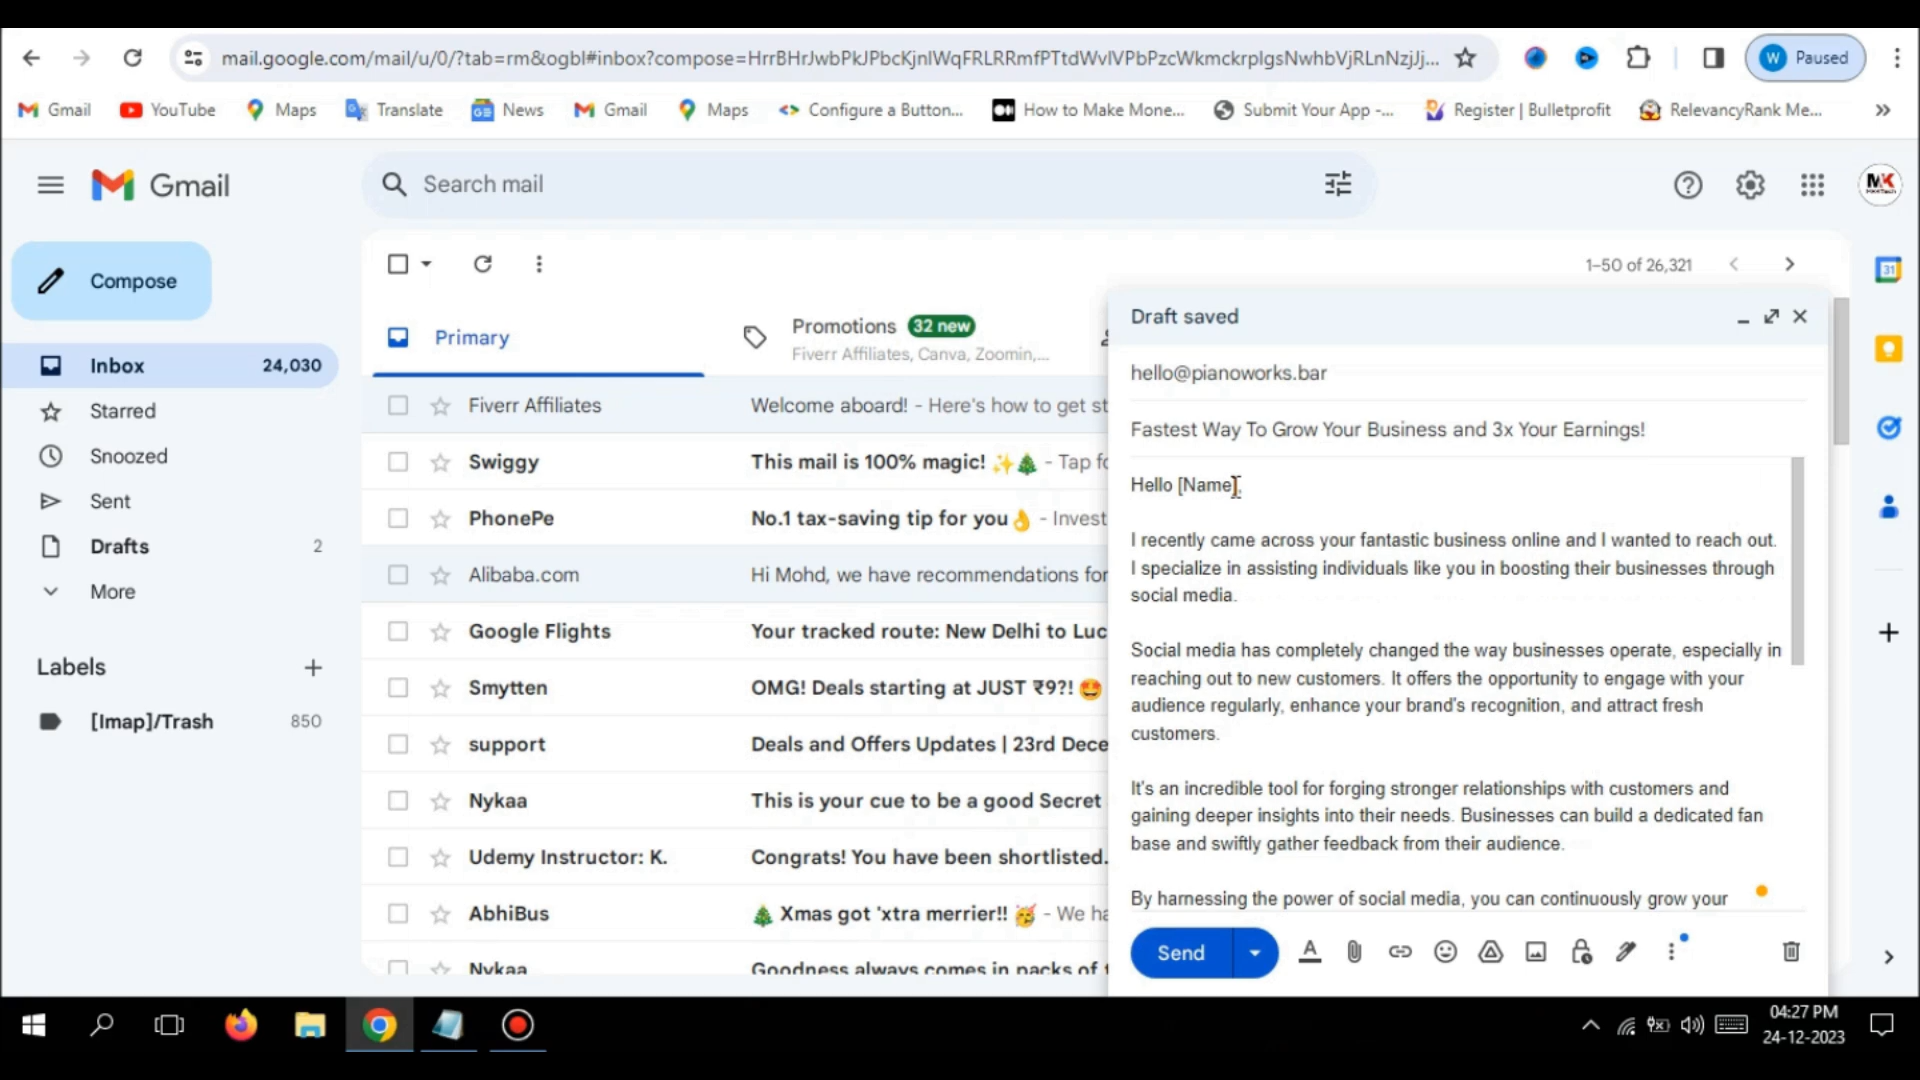 mail.google.com/mail/u/0/?tab=rm&ogbl#inbox?compose=HrrBHrJwbPkJPbcKjnlWqFRLRRmfPTtdWvlVPbPzcWkmckrplgsNwhbVjRLnNzjJj...
W Paused
Gmail YouTube Maps Translate News Gmail Maps Configure a Button... How to Make Mone... Submit Your App -... Register | Bulletprofit RelevancyRank Me...
Gmail
Search mail
MK
Compose
1–50 of 26,321
31
Primary
Promotions 32 new
Fiverr Affiliates, Canva, Zoomin,...
Inbox 24,030
Starred
Snoozed
Sent
Drafts 2
More
Labels
[Imap]/Trash 850
Fiverr Affiliates Welcome aboard! - Here's how to get st
Swiggy This mail is 100% magic! ✨🎄 - Tap fo
PhonePe No.1 tax-saving tip for you👌 - Invest
Alibaba.com Hi Mohd, we have recommendations for
Google Flights Your tracked route: New Delhi to Luc
Smytten OMG! Deals starting at JUST ₹9?! 🤩
support Deals and Offers Updates | 23rd Dece
Nykaa This is your cue to be a good Secret
Udemy Instructor: K. Congrats! You have been shortlisted.
AbhiBus 🎄 Xmas got 'xtra merrier!! 🥳 - We ha
Nykaa Goodness always comes in packs of
Draft saved
hello@pianoworks.bar
Fastest Way To Grow Your Business and 3x Your Earnings!
Hello [Name],
I recently came across your fantastic business online and I wanted to reach out.
I specialize in assisting individuals like you in boosting their businesses through
social media.
Social media has completely changed the way businesses operate, especially in
reaching out to new customers. It offers the opportunity to engage with your
audience regularly, enhance your brand's recognition, and attract fresh
customers.
It's an incredible tool for forging stronger relationships with customers and
gaining deeper insights into their needs. Businesses can build a dedicated fan
base and swiftly gather feedback from their audience.
By harnessing the power of social media, you can continuously grow your
Send
04:27 PM
24-12-2023